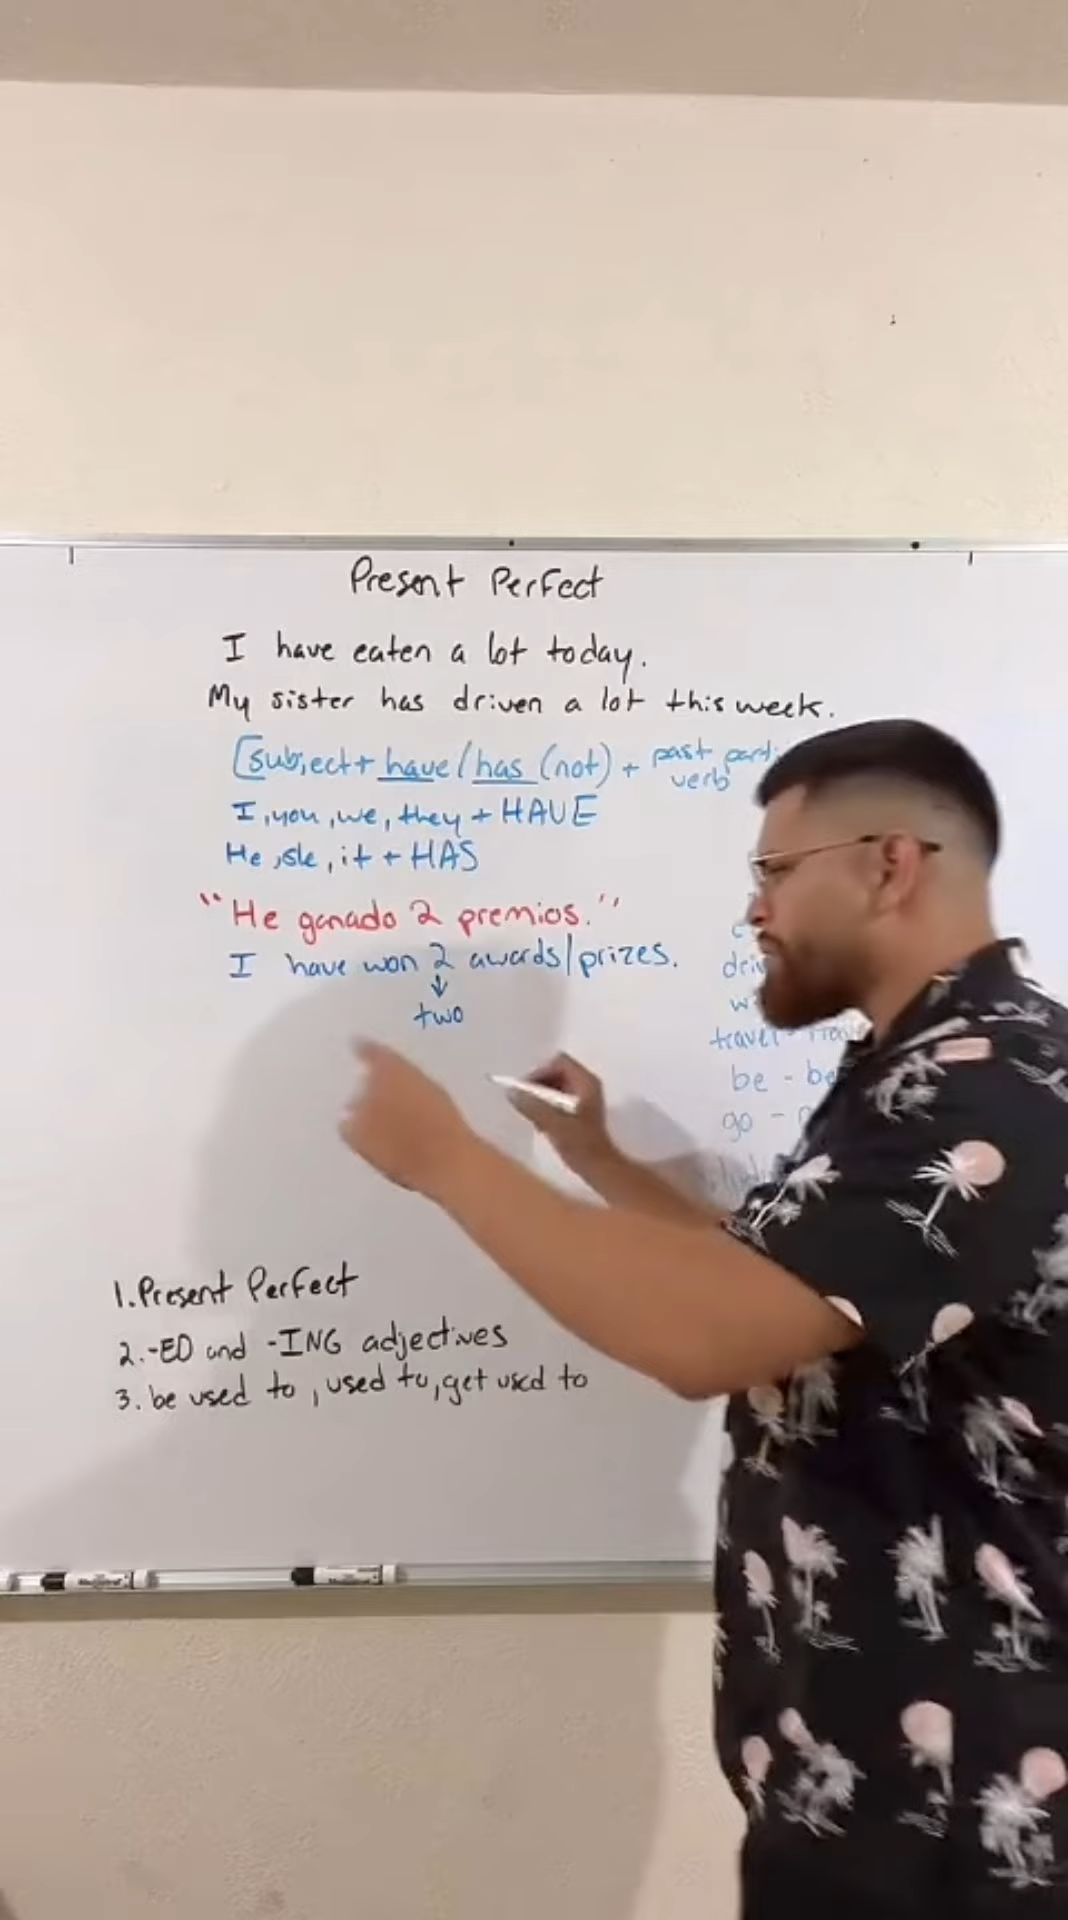 Present Perfect
I have eaten a lot today.
My sister has driven a lot this week.
[subject + have / has (not) + past
verb
I, you, we, they + HAVE
He, she, it + HAS
"He ganado 2 premios."
I have won 2 awards/prizes.
two
travel -
be -
go -
1. Present Perfect
2. -ED and -ING adjectives
3. be used to, used to, get used to